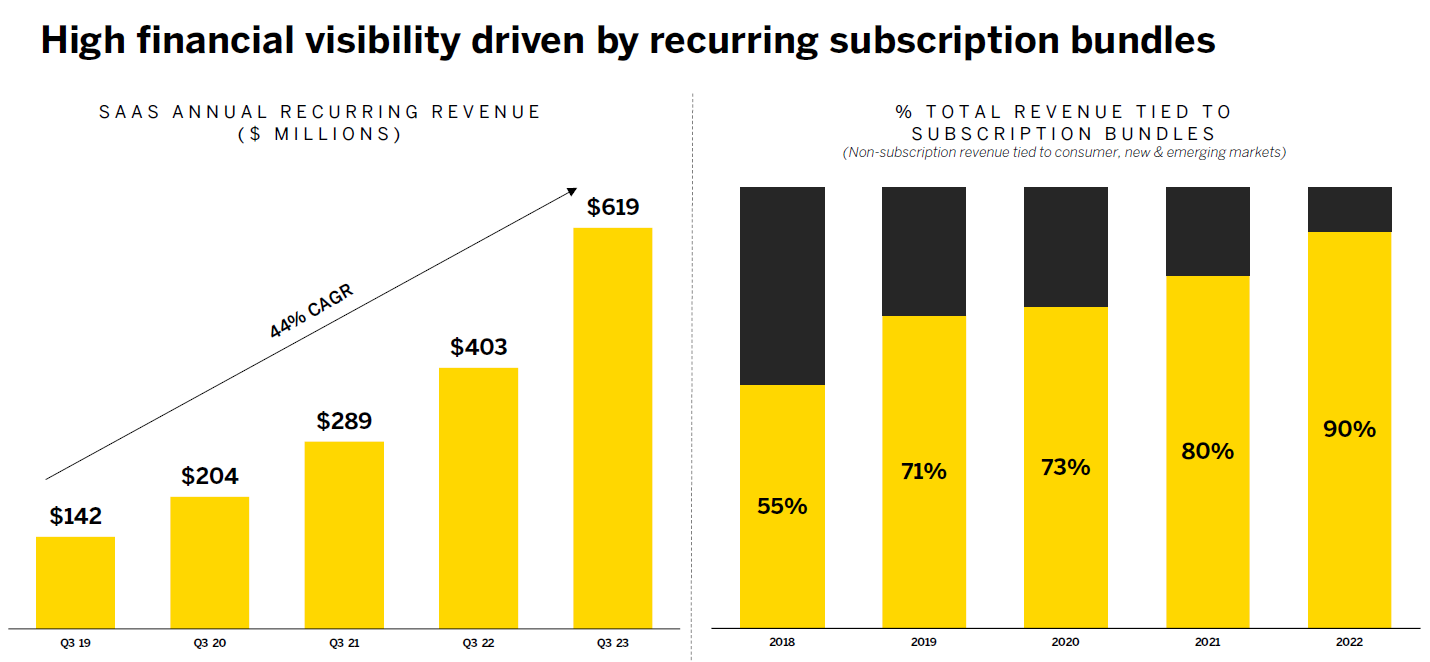 High financial visibility driven by recurring subscription bundles
SAAS ANNUAL RECURRING REVENUE
($ MILLIONS)
$619
44% CAGR
$403
$289
$204
$142
Q3 19
Q3 20
Q3 21
Q3 22
Q3 23
% TOTAL REVENUE TIED TO
SUBSCRIPTION BUNDLES
(Non-subscription revenue tied to consumer, new & emerging markets)
55%
71%
73%
80%
90%
2018
2019
2020
2021
2022